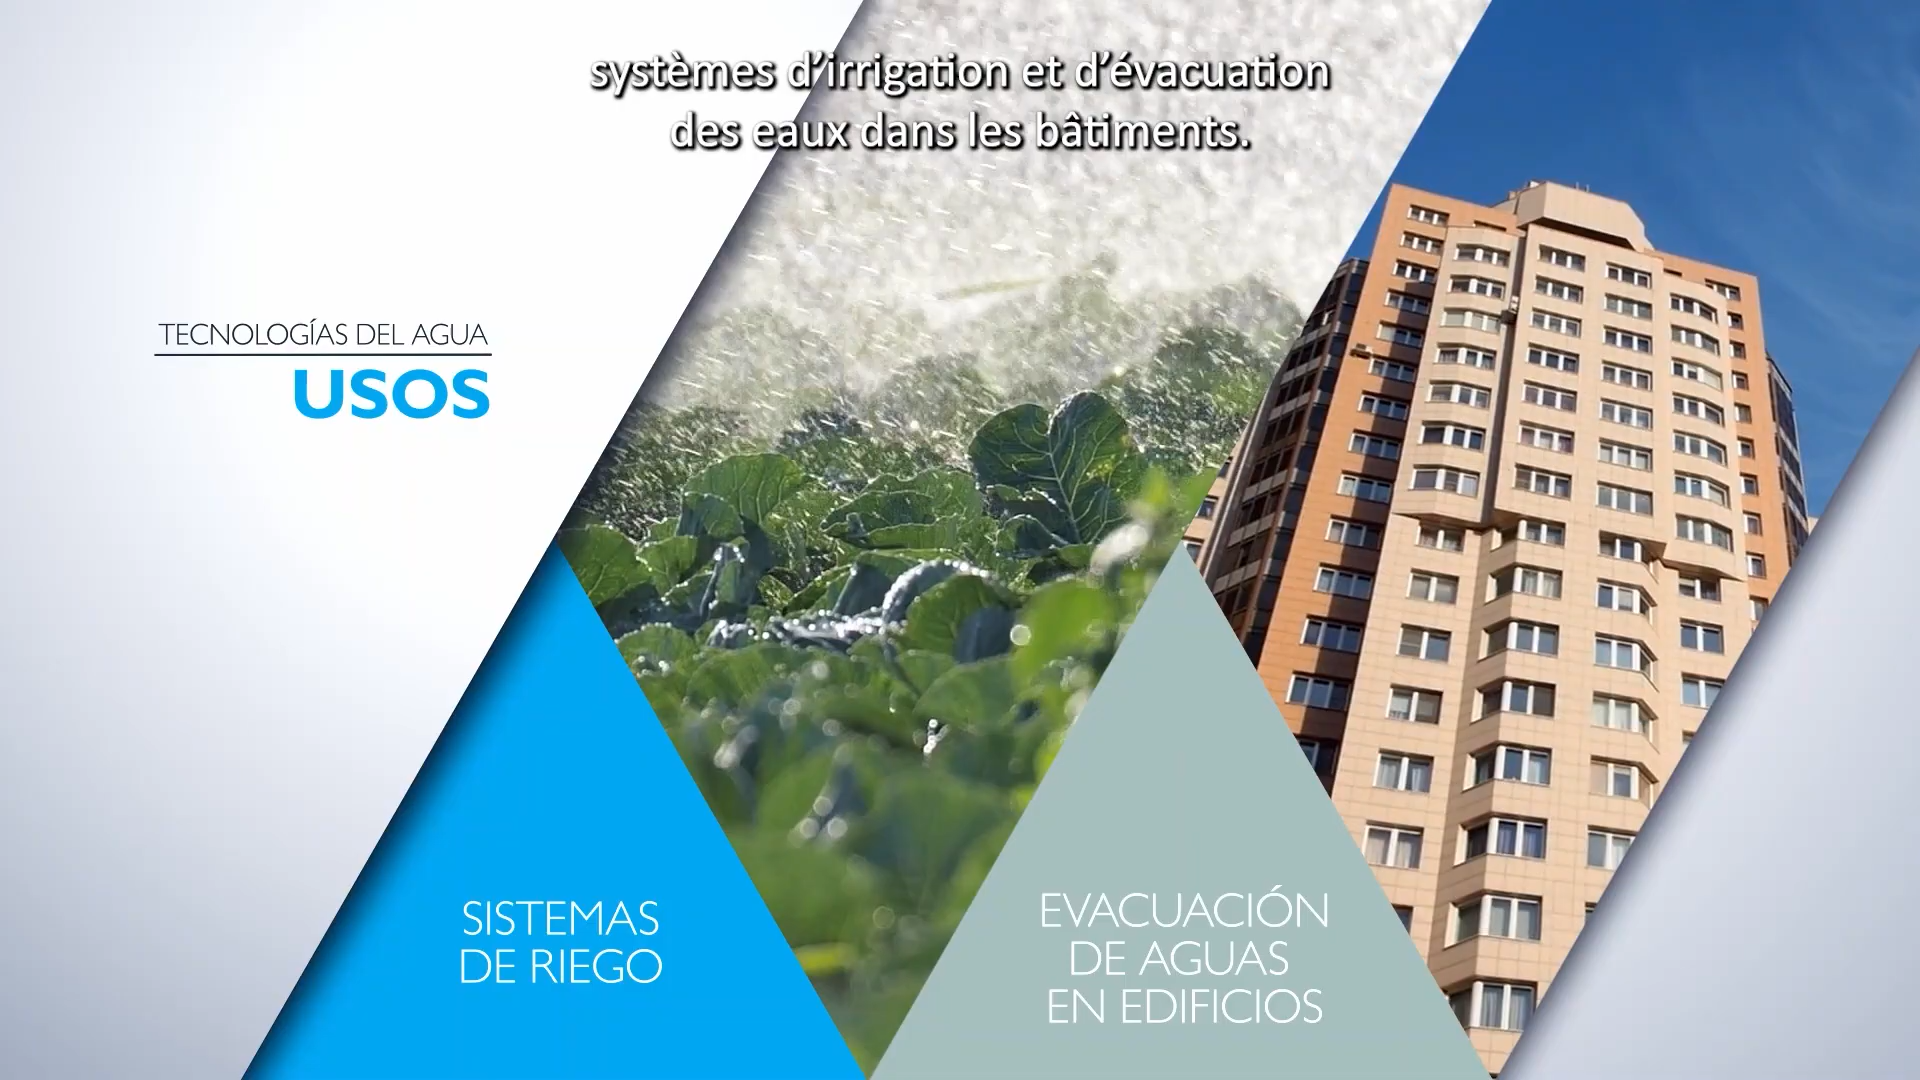 systèmes d’irrigation et d’évacuation
des eaux dans les bâtiments.
TECNOLOGÍAS DEL AGUA
USOS
SISTEMAS
DE RIEGO
EVACUACIÓN
DE AGUAS
EN EDIFICIOS